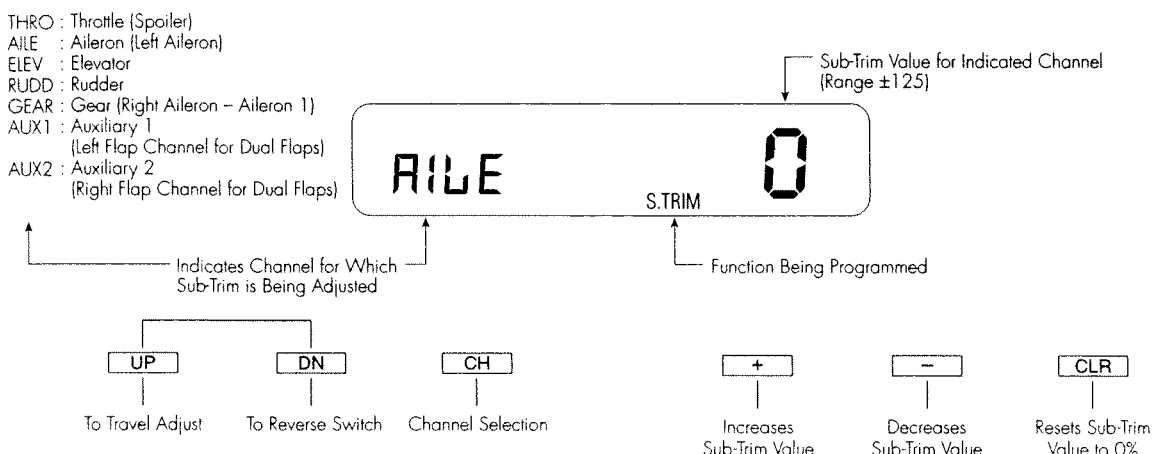 THRO : Throttle (Spoiler)
AILE : Aileron (Left Aileron)
ELEV : Elevator
RUDD : Rudder
GEAR : Gear (Right Aileron – Aileron 1)
AUX1 : Auxiliary 1
(Left Flap Channel for Dual Flaps)
AUX2 : Auxiliary 2
(Right Flap Channel for Dual Flaps)
Sub-Trim Value for Indicated Channel
(Range ±125)
AILE
S.TRIM
0
Indicates Channel for Which
Sub-Trim is Being Adjusted
Function Being Programmed
UP
DN
CH
+
–
CLR
To Travel Adjust
To Reverse Switch
Channel Selection
Increases
Sub-Trim Value
Decreases
Sub-Trim Value
Resets Sub-Trim
Value to 0%